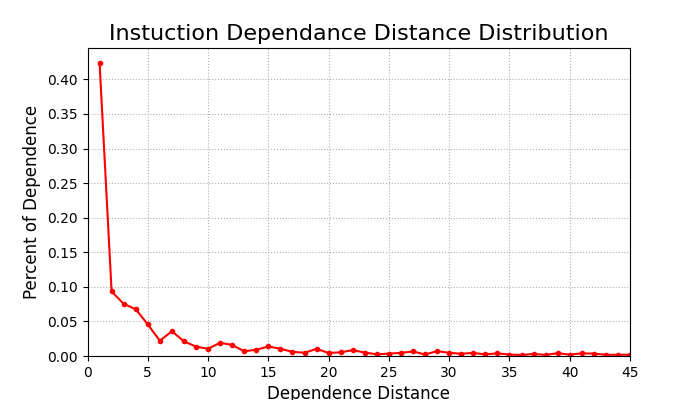 Instuction Dependance Distance Distribution
Percent of Dependence
0.40
0.35
0.30
0.25
0.20
0.15
0.10
0.05
0.00
0 5 10 15 20 25 30 35 40 45
Dependence Distance